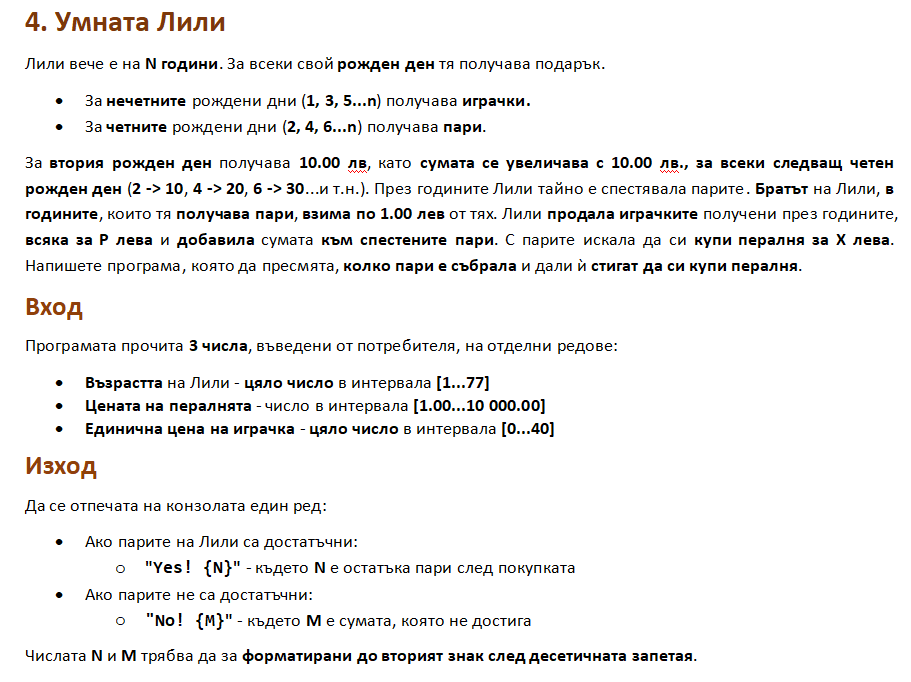 4. Умната Лили
Лили вече е на N години. За всеки свой рожден ден тя получава подарък.
• За нечетните рождени дни (1, 3, 5...n) получава играчки.
• За четните рождени дни (2, 4, 6...n) получава пари.
За втория рожден ден получава 10.00 лв, като сумата се увеличава с 10.00 лв., за всеки следващ четен
рожден ден (2 -> 10, 4 -> 20, 6 -> 30...и т.н.). През годините Лили тайно е спестявала парите. Братът на Лили, в
годините, които тя получава пари, взима по 1.00 лев от тях. Лили продала играчките получени през годините,
всяка за P лева и добавила сумата към спестените пари. С парите искала да си купи пералня за X лева.
Напишете програма, която да пресмята, колко пари е събрала и дали ѝ стигат да си купи пералня.
Вход
Програмата прочита 3 числа, въведени от потребителя, на отделни редове:
• Възрастта на Лили - цяло число в интервала [1...77]
• Цената на пералнята - число в интервала [1.00...10 000.00]
• Единична цена на играчка - цяло число в интервала [0...40]
Изход
Да се отпечата на конзолата един ред:
• Ако парите на Лили са достатъчни:
o "Yes! {N}" - където N е остатъка пари след покупката
• Ако парите не са достатъчни:
o "No! {M}" - където M е сумата, която не достига
Числата N и M трябва да за форматирани до вторият знак след десетичната запетая.